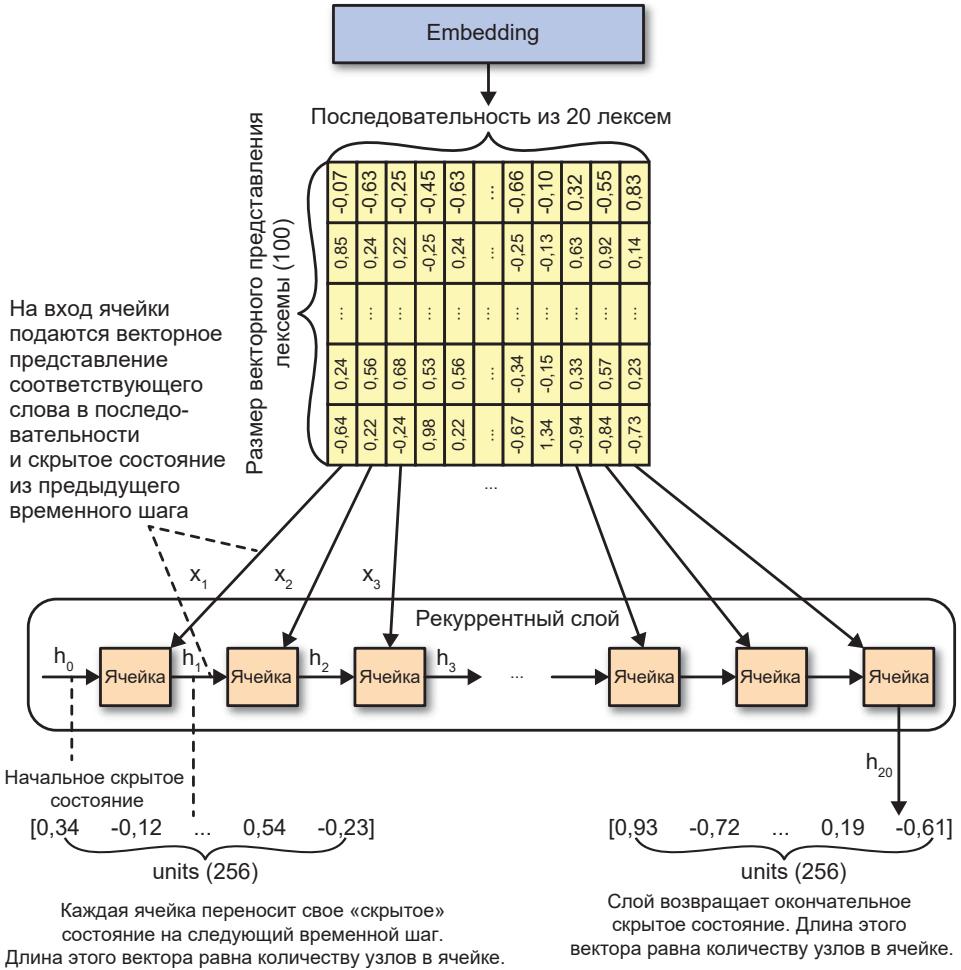 Embedding
Последовательность из 20 лексем
Размер векторного представления
лексемы (100)
-0,07 -0,63 -0,25 -0,45 -0,63 ... -0,66 -0,10 0,32 -0,55 0,83
0,85 0,24 0,22 -0,25 0,24 ... -0,25 -0,13 0,63 0,92 0,14
... ... ... ... ... ... ... ... ... ... ...
0,24 0,56 0,68 0,53 0,56 ... -0,34 -0,15 0,33 0,57 0,23
-0,64 0,22 -0,24 0,98 0,22 ... -0,67 1,34 -0,94 -0,84 -0,73
...
На вход ячейки
подаются векторное
представление
соответствующего
слова в последо-
вательности
и скрытое состояние
из предыдущего
временного шага
x1 x2 x3
Рекуррентный слой
h0 Ячейка h1 Ячейка h2 Ячейка h3 ... Ячейка Ячейка Ячейка
h20
Начальное скрытое
состояние
[0,34 -0,12 ... 0,54 -0,23]
units (256)
Каждая ячейка переносит свое «скрытое»
состояние на следующий временной шаг.
Длина этого вектора равна количеству узлов в ячейке.
[0,93 -0,72 ... 0,19 -0,61]
units (256)
Слой возвращает окончательное
скрытое состояние. Длина этого
вектора равна количеству узлов в ячейке.